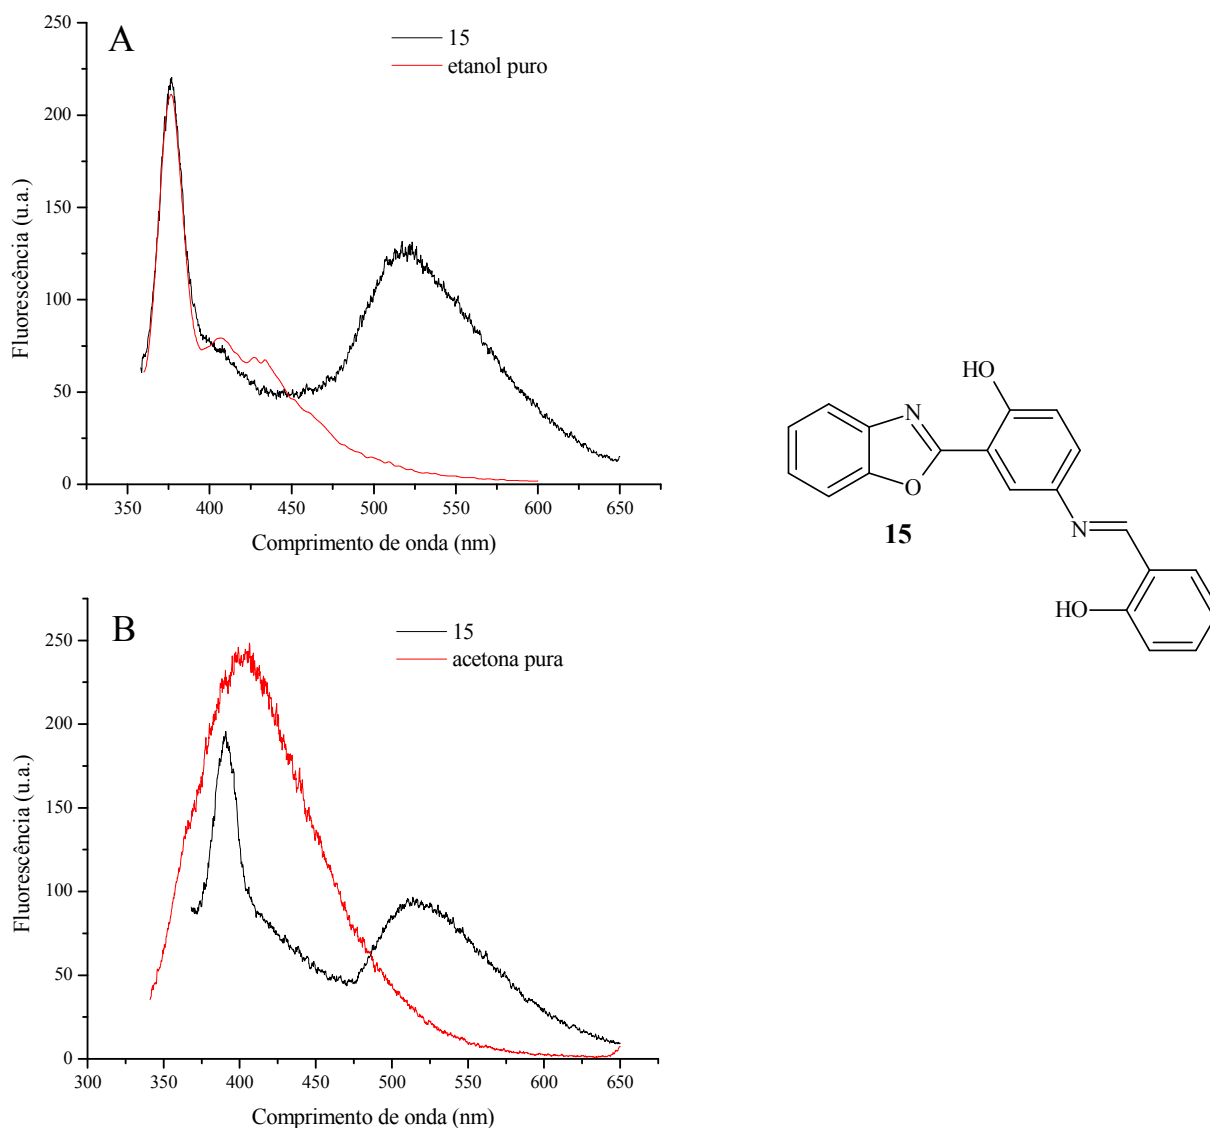 A
15
etanol puro
250
200
150
100
50
0
Fluorescência (u.a.)
350 400 450 500 550 600 650
Comprimento de onda (nm)
B
15
acetona pura
250
200
150
100
50
0
Fluorescência (u.a.)
300 350 400 450 500 550 600 650
Comprimento de onda (nm)
HO
N
O
15
N
HO